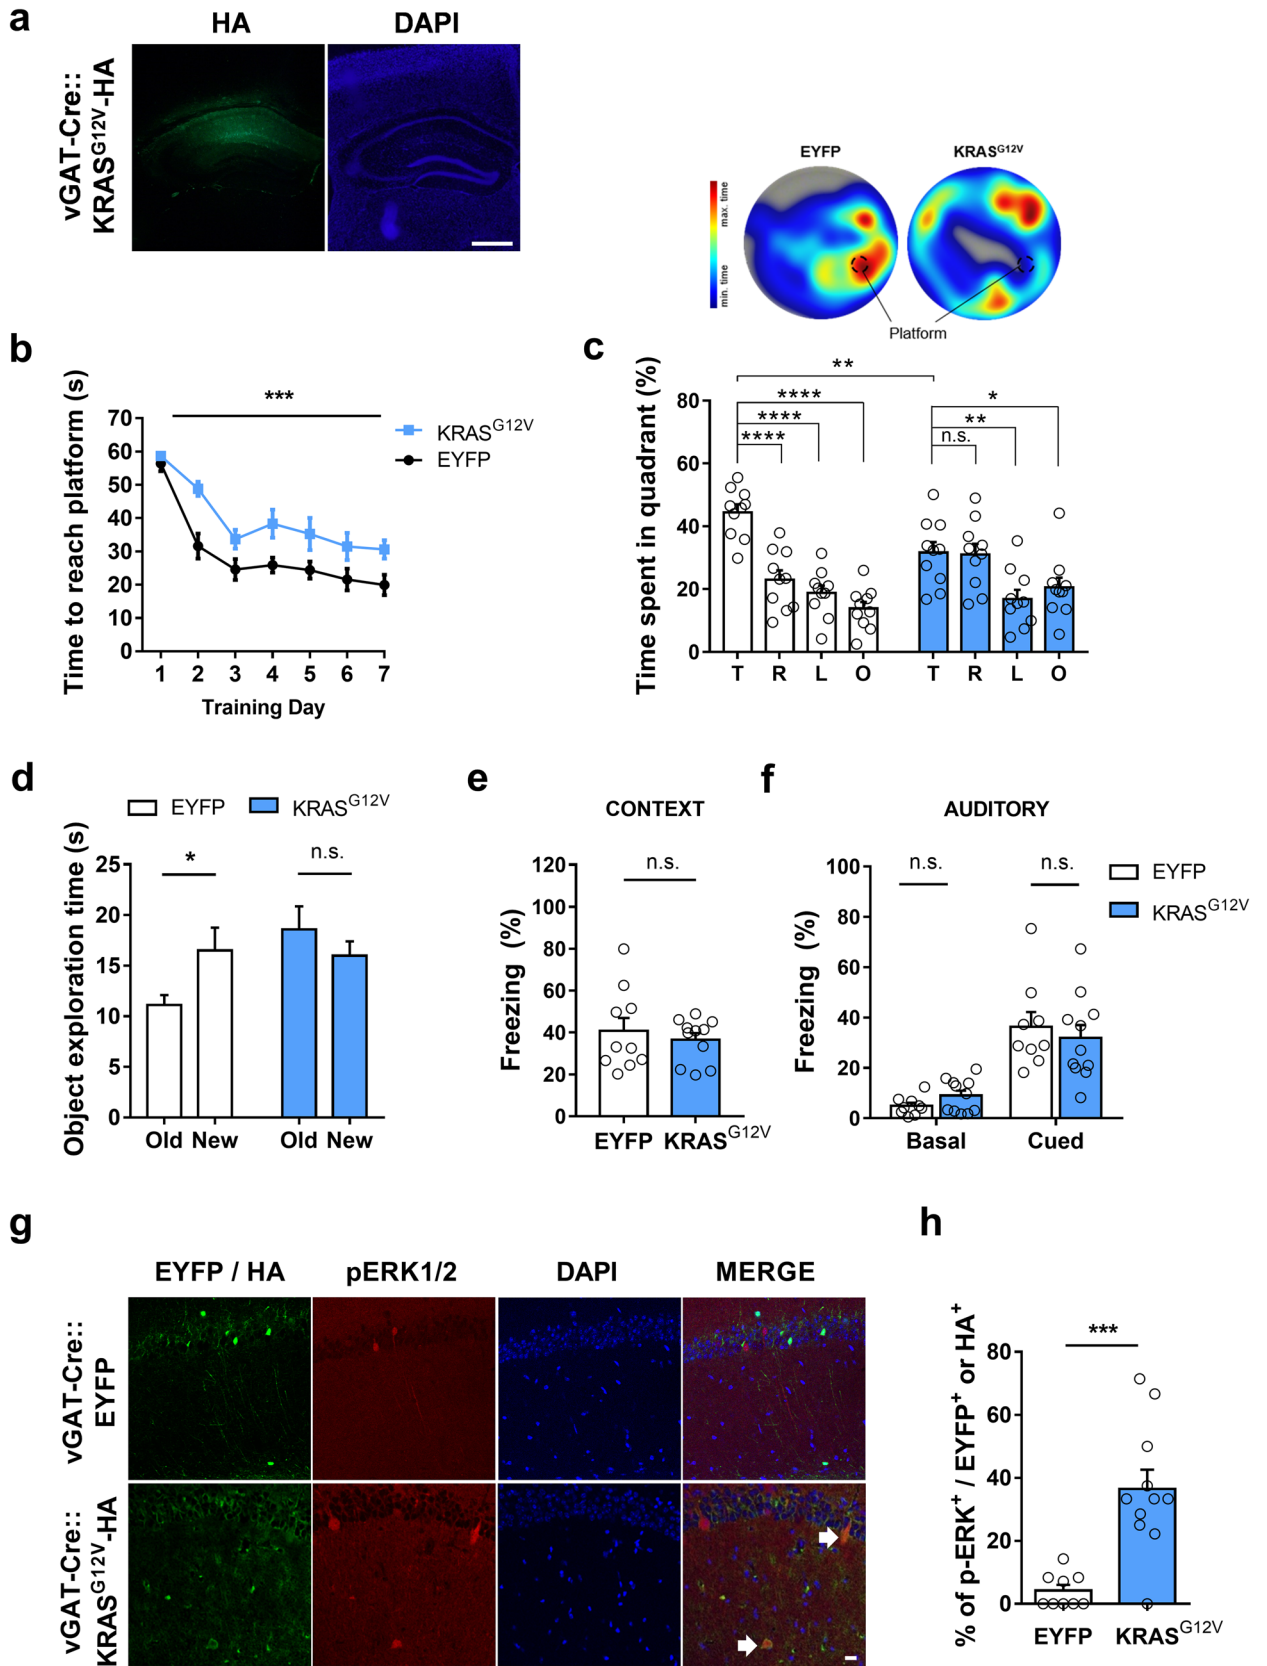 a
HA DAPI
vGAT-Cre::
KRASG12V-HA
EYFP KRASG12V
max. time
min. time
Platform
b
Time to reach platform (s)
70
60
50
40
30
20
10
0
***
KRASG12V
EYFP
1 2 3 4 5 6 7
Training Day
c
Time spent in quadrant (%)
80
60
40
20
0
**
****
****
****
*
**
n.s.
T R L O T R L O
d
EYFP KRASG12V
Object exploration time (s)
25
20
15
10
5
0
* n.s.
Old New Old New
e
CONTEXT
Freezing (%)
120
100
80
60
40
20
0
n.s.
EYFP KRASG12V
f
AUDITORY
Freezing (%)
100
80
60
40
20
0
n.s. n.s.
EYFP
KRASG12V
Basal Cued
g
EYFP / HA pERK1/2 DAPI MERGE
vGAT-Cre::
EYFP
vGAT-Cre::
KRASG12V-HA
h
% of p-ERK+ / EYFP+ or HA+
80
60
40
20
0
***
EYFP KRASG12V